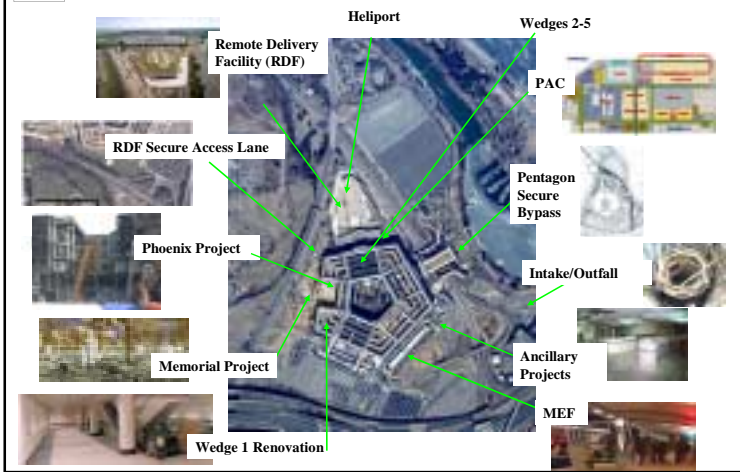 Heliport
Wedges 2-5
Remote Delivery
Facility (RDF)
PAC
RDF Secure Access Lane
Pentagon
Secure
Bypass
Phoenix Project
Intake/Outfall
Memorial Project
Ancillary
Projects
MEF
Wedge 1 Renovation